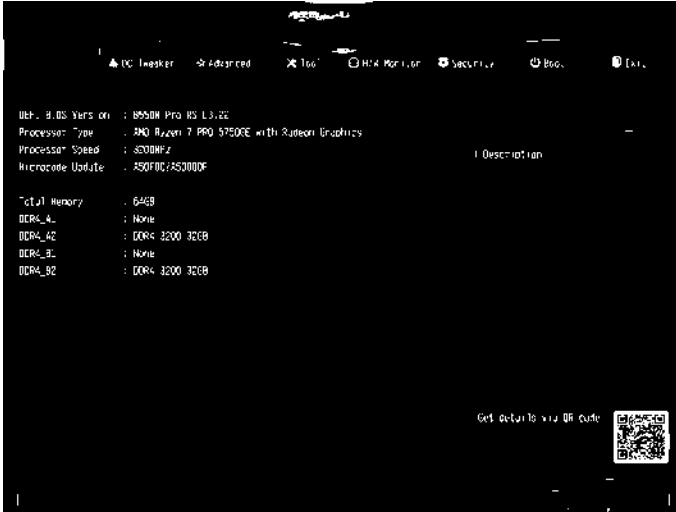 OC Tweaker Advanced Tool H/W Monitor Security Boot Exit
UEFI BIOS Version : B550M Pro RS L3.22
Processor Type : AMD Ryzen 7 PRO 5750GE with Radeon Graphics
Processor Speed : 3200MHz
Description
Microcode Update
Total Memory : 64GB
DDR4_A1 : None
DDR4_A2 : DDR4 3200 32GB
DDR4_B1 : None
DDR4_B2 : DDR4 3200 32GB
Get details via QR code